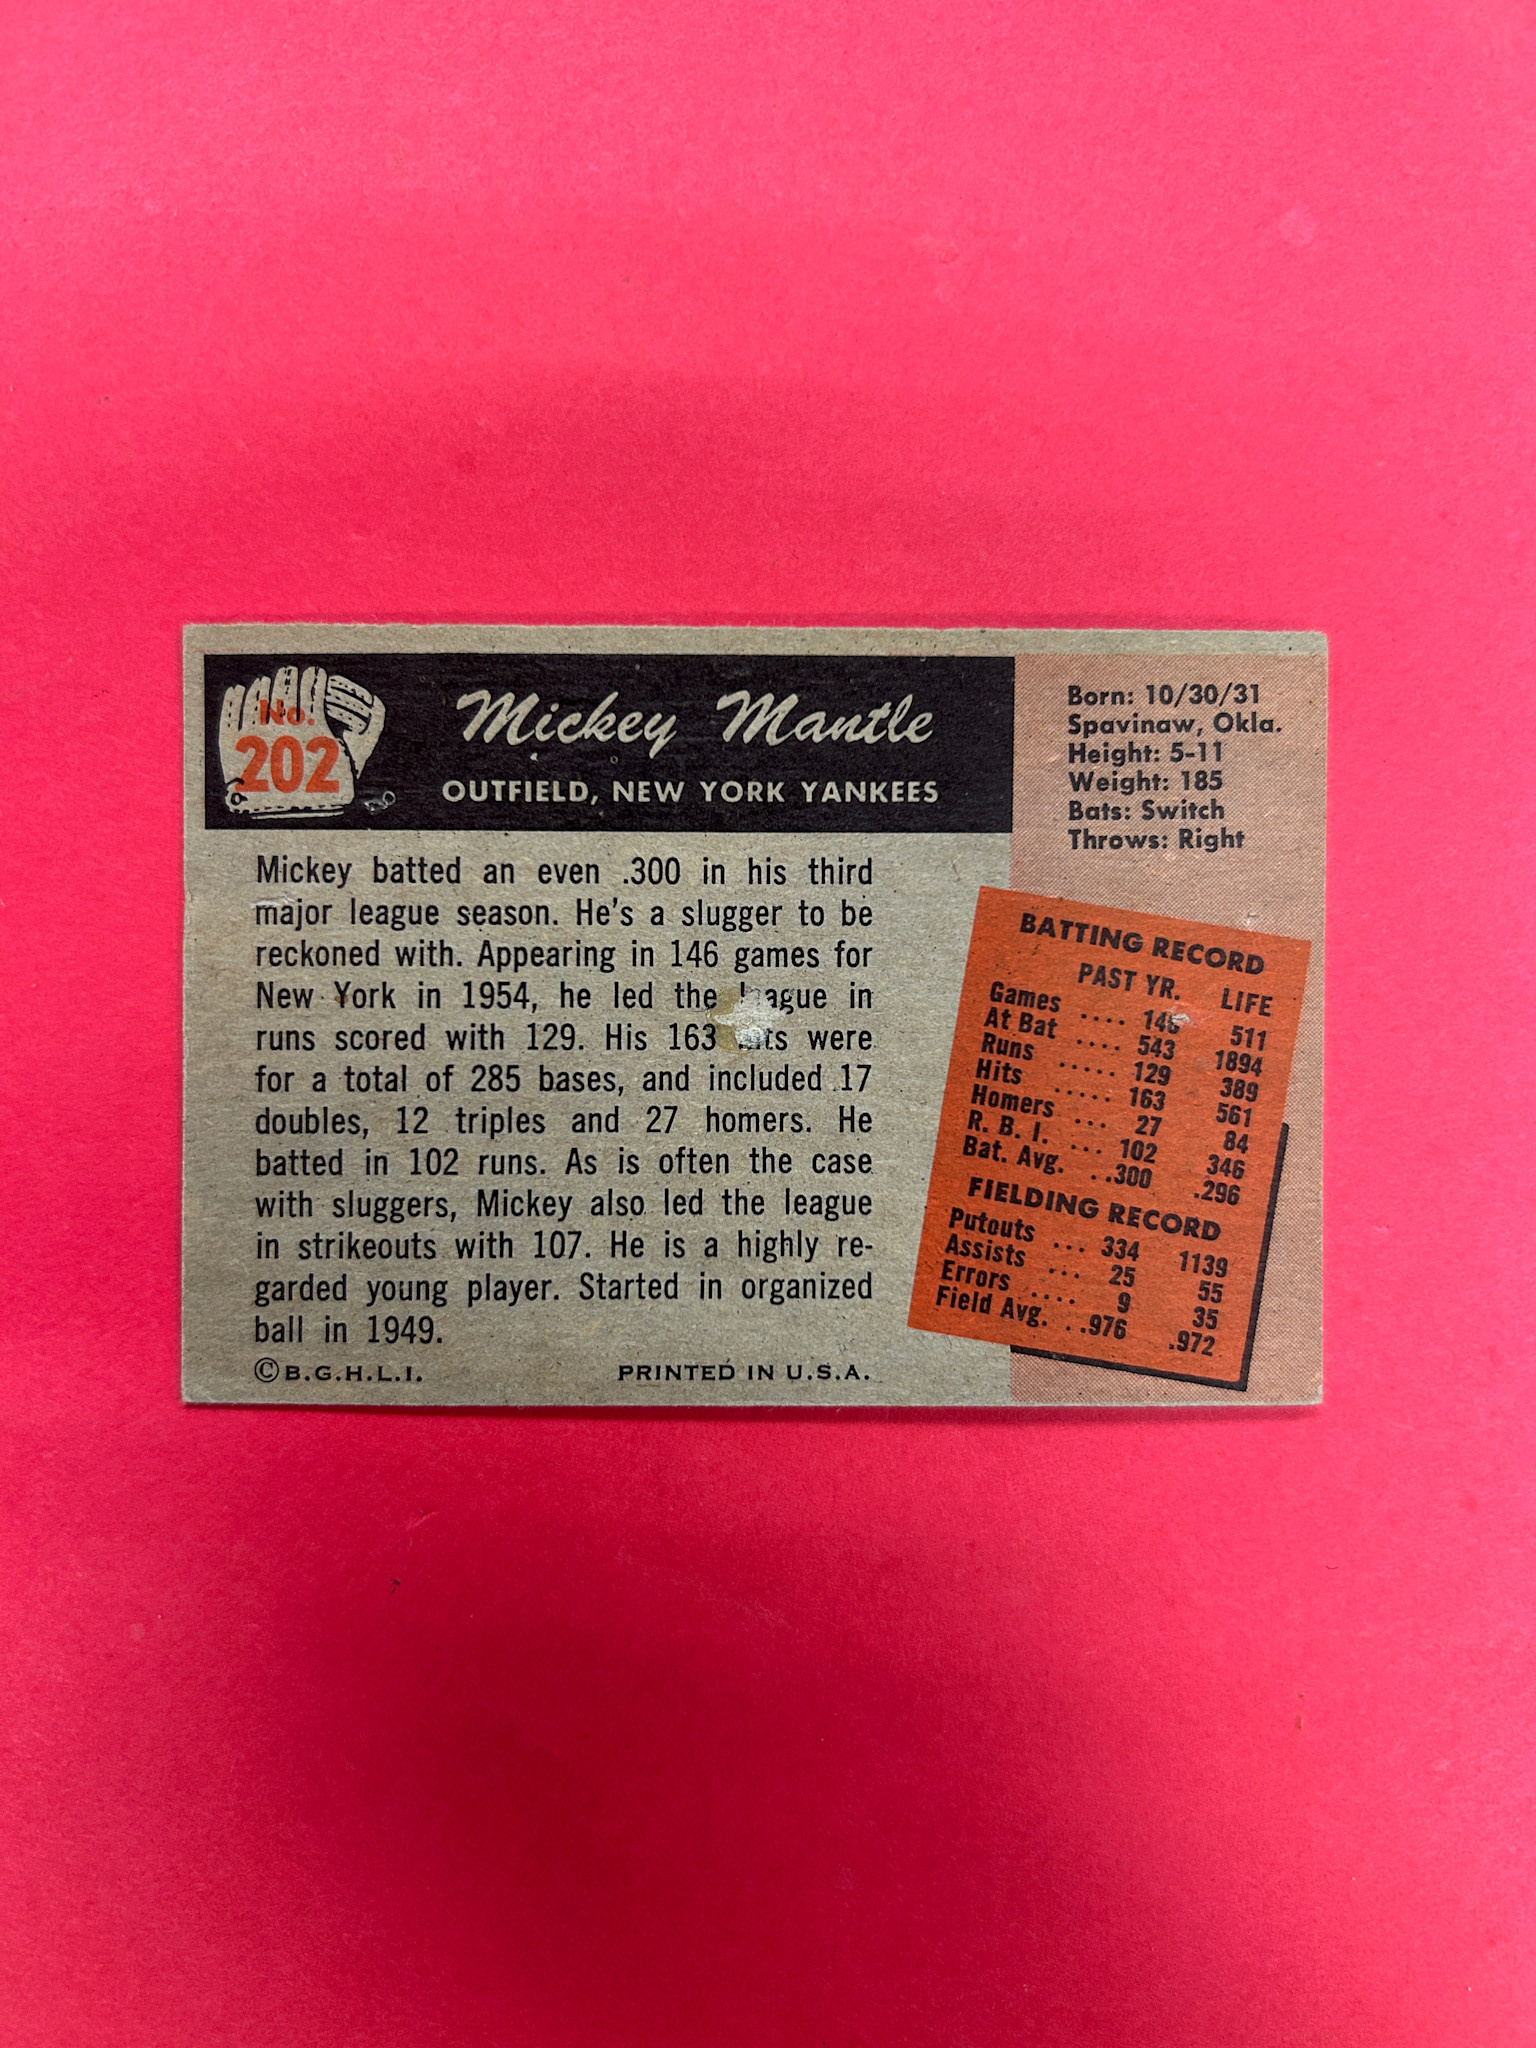 No.
202
Mickey Mantle
OUTFIELD, NEW YORK YANKEES
Born: 10/30/31
Spavinaw, Okla.
Height: 5-11
Weight: 185
Bats: Switch
Throws: Right
Mickey batted an even .300 in his third
major league season. He's a slugger to be
reckoned with. Appearing in 146 games for
New York in 1954, he led the league in
runs scored with 129. His 163 hits were
for a total of 285 bases, and included 17
doubles, 12 triples and 27 homers. He
batted in 102 runs. As is often the case
with sluggers, Mickey also led the league
in strikeouts with 107. He is a highly re-
garded young player. Started in organized
ball in 1949.
©B.G.H.L.I. PRINTED IN U.S.A.
BATTING RECORD
PAST YR. LIFE
Games .... 146 511
At Bat .... 543 1894
Runs ..... 129 389
Hits ..... 163 561
Homers ... 27 84
R. B. I. ... 102 346
Bat. Avg. . .300 .296
FIELDING RECORD
Putouts ... 334 1139
Assists ... 25 55
Errors .... 9 35
Field Avg. . .976 .972